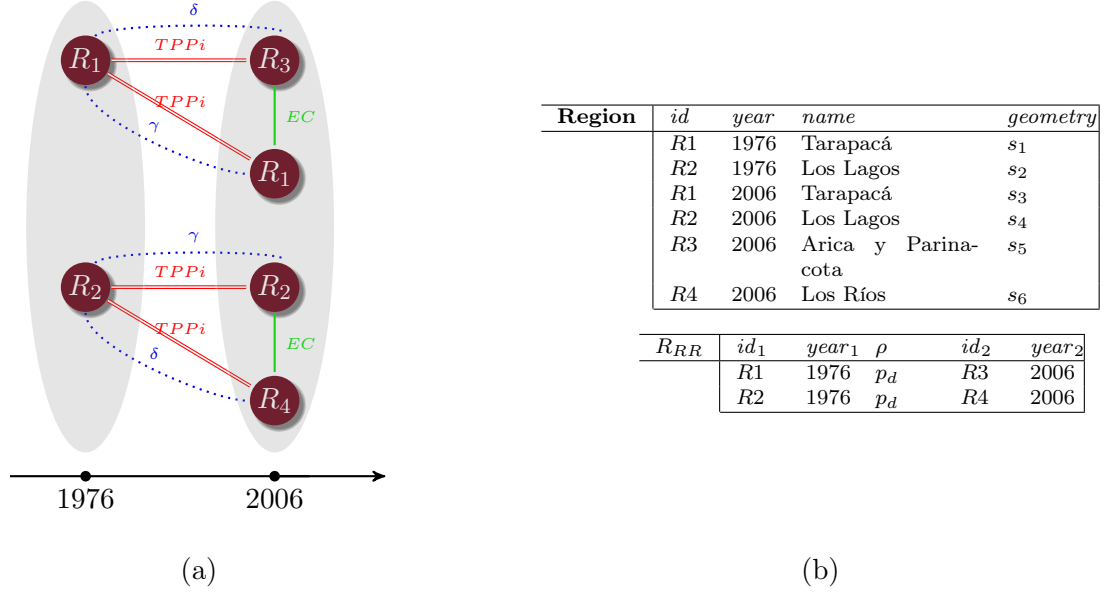 δ
TPPi
R₁
R₃
TPPi
EC
γ
R₁
γ
TPPi
R₂
R₂
TPPi
EC
δ
R₄
1976 2006
(a)
Region id year name geometry
R1 1976 Tarapacá s₁
R2 1976 Los Lagos s₂
R1 2006 Tarapacá s₃
R2 2006 Los Lagos s₄
R3 2006 Arica y Parina- s₅
cota
R4 2006 Los Ríos s₆
R_RR id₁ year₁ ρ id₂ year₂
R1 1976 p_d R3 2006
R2 1976 p_d R4 2006
(b)